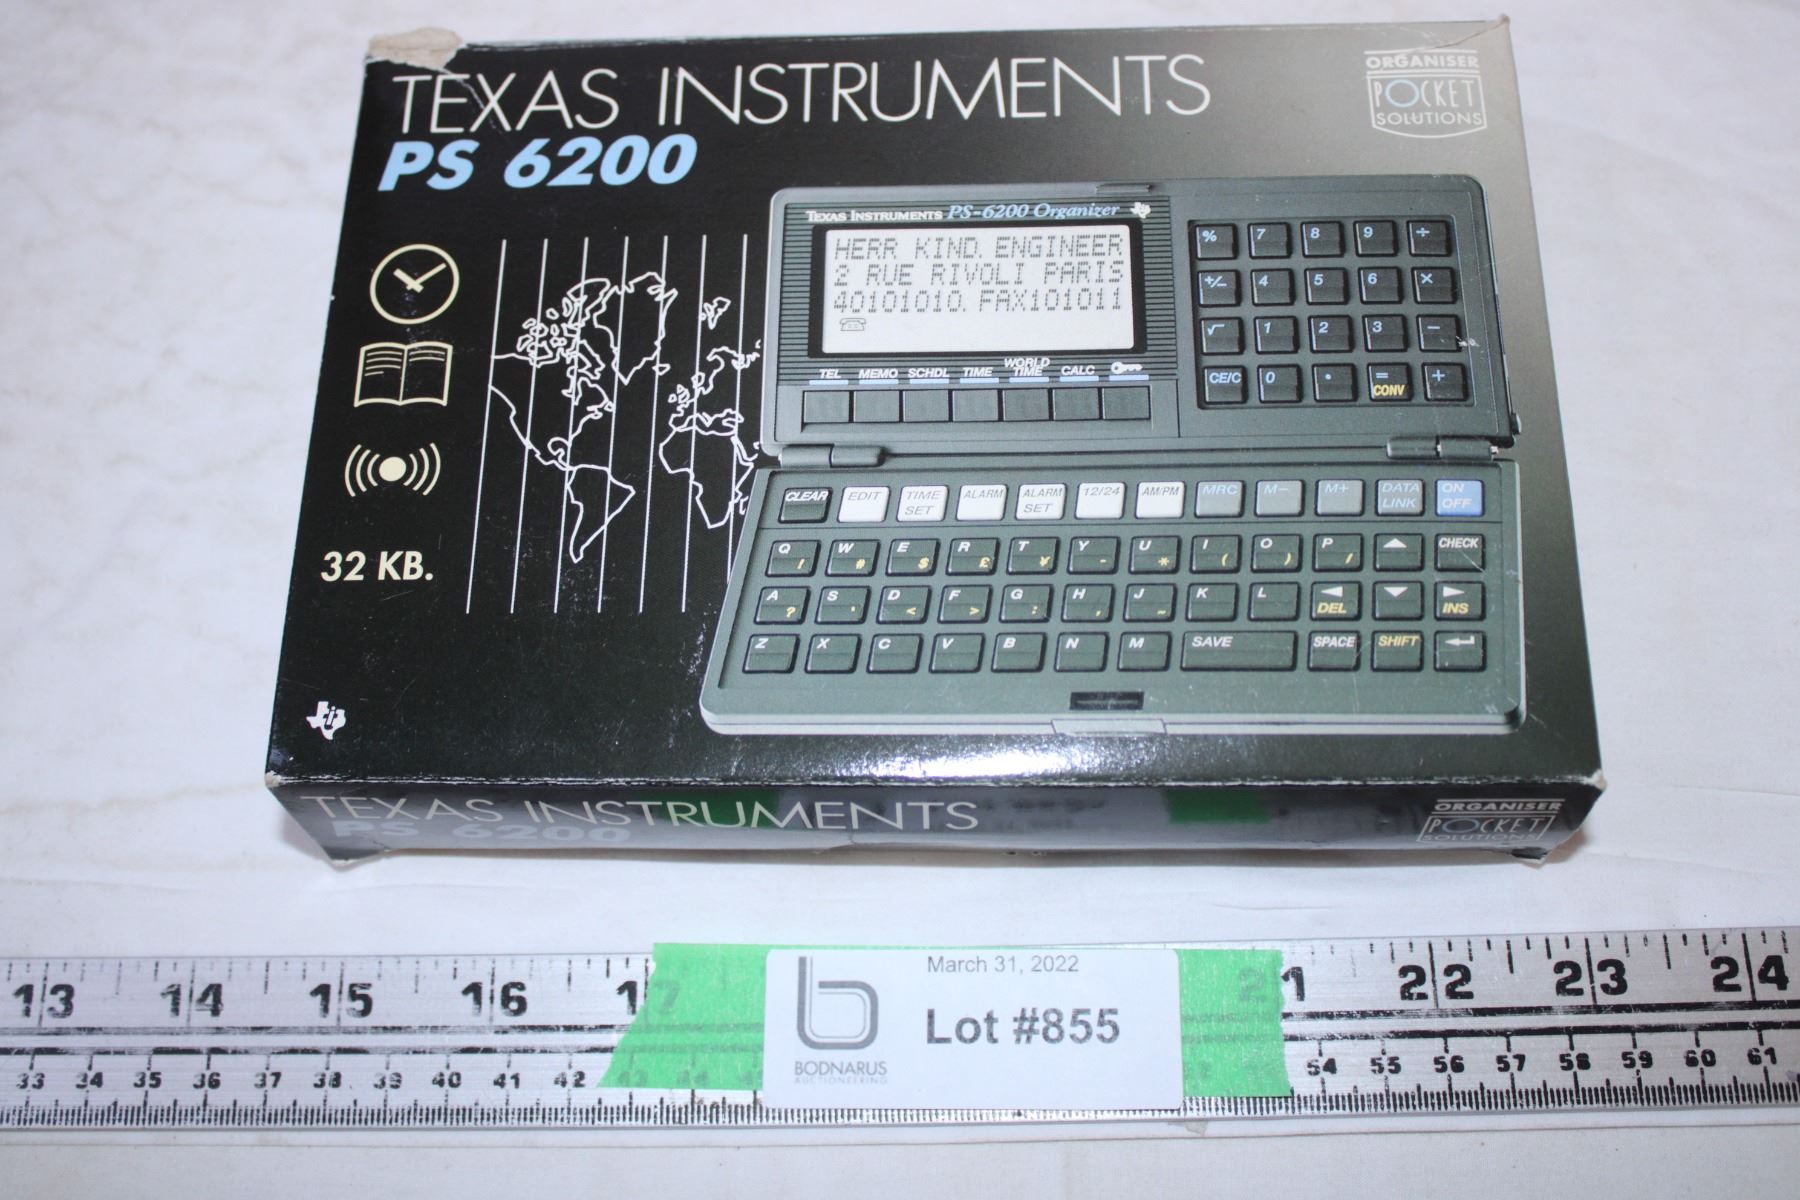 TEXAS INSTRUMENTS
PS 6200
ORGANISER
POCKET
SOLUTIONS
32 KB.
TEXAS INSTRUMENTS PS-6200 Organizer
HERR KIND. ENGINEER
2 RUE RIVOLI PARIS
40101010. FAX101011
TEL MEMO SCHDL TIME WORLD TIME CALC
% 7 8 9 ÷
+/− 4 5 6 ×
√ 1 2 3 −
CE/C 0 . = CONV +
CLEAR EDIT TIME SET ALARM ALARM SET 12/24 AM/PM MRC M− M+ DATA LINK ON OFF
Q ! W # E $ R £ T ¥ Y - U * I ( O ) P / CHECK
A ? S ' D < F > G : H , J ~ K L DEL INS
Z X C V B N M SAVE SPACE SHIFT
TEXAS INSTRUMENTS
PS 6200
ORGANISER
POCKET
SOLUTIONS
13 14 15 16 17 21 22 23 24
33 34 35 36 37 38 39 40 41 42 43 44 54 55 56 57 58 59 60 61
March 31, 2022
Lot #855
b
BODNARUS
AUCTIONEERING